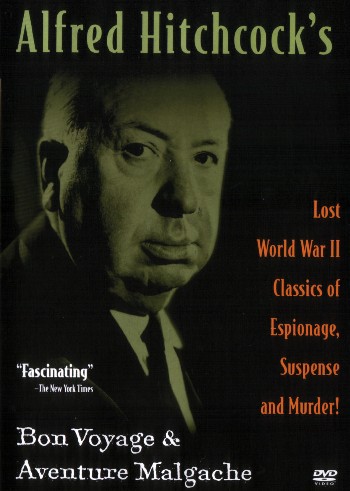 Alfred Hitchcock's
Lost
World War II
Classics of
Espionage,
Suspense
and Murder!
"Fascinating"
–The New York Times
Bon Voyage &
Aventure Malgache
DVD
VIDEO